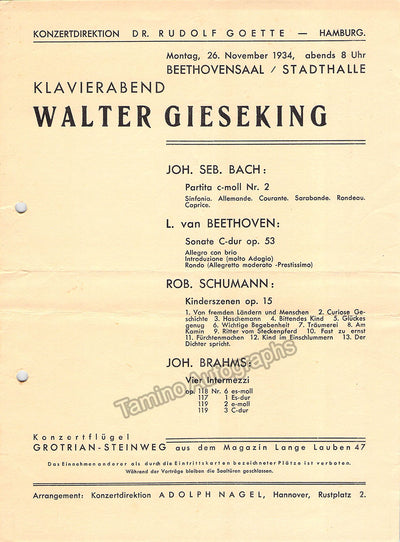 KONZERTDIREKTION DR. RUDOLF GOETTE — HAMBURG.
Montag, 26. November 1934, abends 8 Uhr
BEETHOVENSAAL / STADTHALLE
KLAVIERABEND
WALTER GIESEKING
JOH. SEB. BACH:
Partita c-moll Nr. 2
Sinfonia. Allemande. Courante. Sarabande. Rondeau.
Caprice.
L. van BEETHOVEN:
Sonate C-dur op. 53
Allegro con brio
Introduzione (molto Adagio)
Rondo (Allegretto moderato -Prestissimo)
ROB. SCHUMANN:
Kinderszenen op. 15
1. Von fremden Ländern und Menschen 2. Curiose Ge-
schichte 3. Haschemann 4. Bittendes Kind 5. Glückes
genug 6. Wichtige Begebenheit 7. Träumerei 8. Am
Kamin 9. Ritter vom Steckenpferd 10. Fast zu ernst
11. Fürchtenmachen 12. Kind im Einschlummern 13. Der
Dichter spricht.
JOH. BRAHMS:
Vier Intermezzi
op. 118 Nr. 6 es-moll
117 1 Es-dur
119 2 e-moll
119 3 C-dur
Tamino Autographs
Konzertflügel
GROTRIAN-STEINWEG aus dem Magazin Lange Lauben 47
Das Einnehmen anderer als durch die Eintrittskarten bezeichneter Plätze ist verboten.
Während der Vorträge bleiben die Saaltüren geschlossen.
Arrangement: Konzertdirektion ADOLPH NAGEL, Hannover, Rustplatz 2.